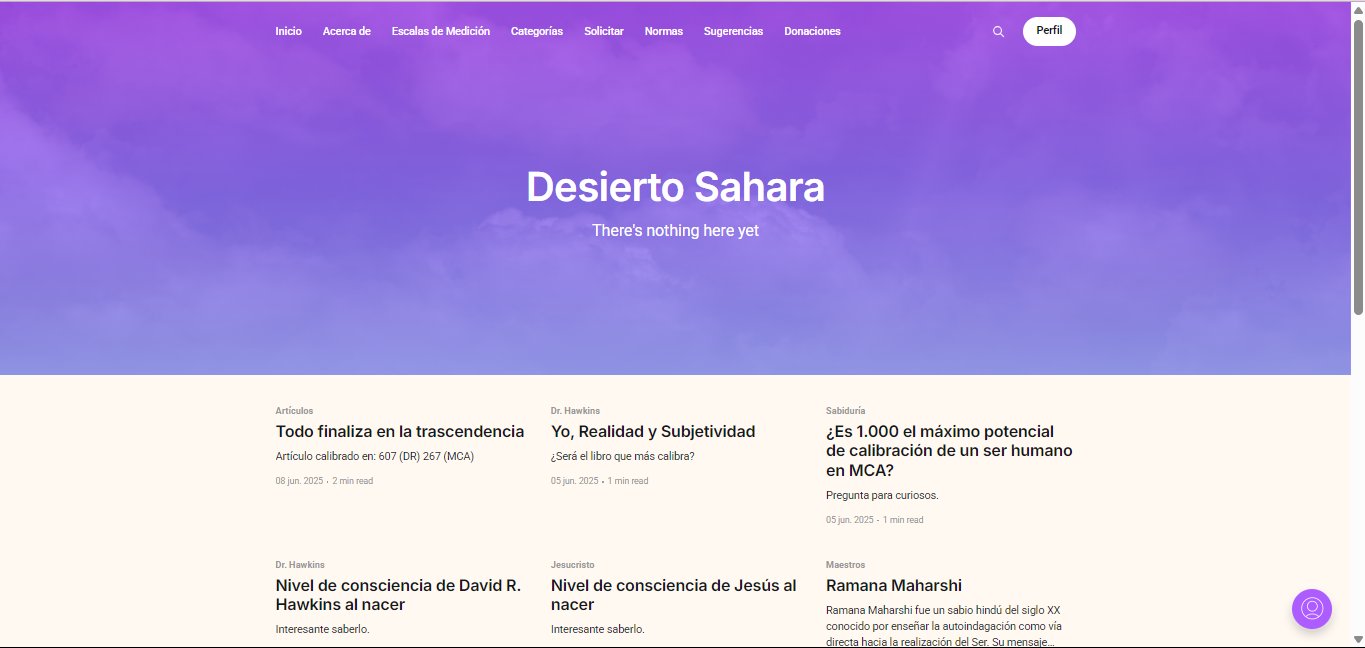 Inicio Acerca de Escalas de Medición Categorías Solicitar Normas Sugerencias Donaciones Perfil
Desierto Sahara
There's nothing here yet
Artículos
Todo finaliza en la trascendencia
Artículo calibrado en: 607 (DR) 267 (MCA)
08 jun. 2025 • 2 min read
Dr. Hawkins
Yo, Realidad y Subjetividad
¿Será el libro que más calibra?
05 jun. 2025 • 1 min read
Sabiduría
¿Es 1.000 el máximo potencial
de calibración de un ser humano
en MCA?
Pregunta para curiosos.
05 jun. 2025 • 1 min read
Dr. Hawkins
Nivel de consciencia de David R.
Hawkins al nacer
Interesante saberlo.
Jesucristo
Nivel de consciencia de Jesús al
nacer
Interesante saberlo.
Maestros
Ramana Maharshi
Ramana Maharshi fue un sabio hindú del siglo XX
conocido por enseñar la autoindagación como vía
directa hacia la realización del Ser. Su mensaje...